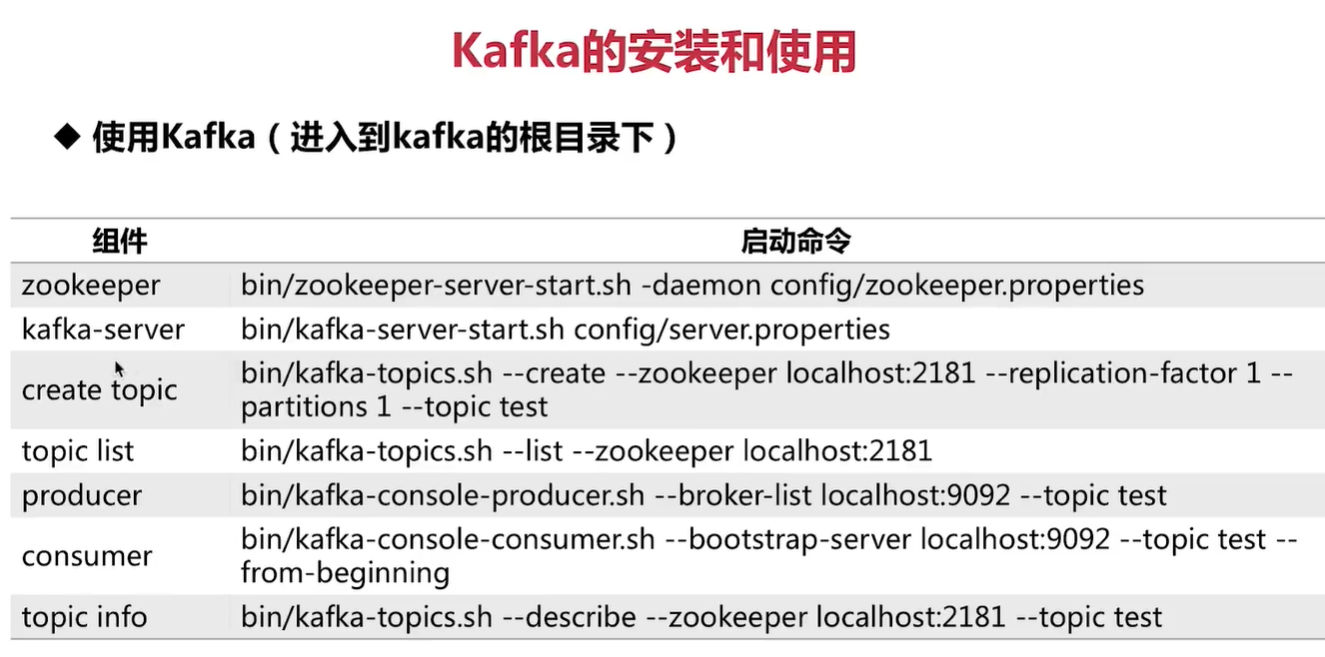 Kafka的安装和使用
◆ 使用Kafka（进入到kafka的根目录下）
组件 启动命令
zookeeper bin/zookeeper-server-start.sh -daemon config/zookeeper.properties
kafka-server bin/kafka-server-start.sh config/server.properties
create topic bin/kafka-topics.sh --create --zookeeper localhost:2181 --replication-factor 1 --
partitions 1 --topic test
topic list bin/kafka-topics.sh --list --zookeeper localhost:2181
producer bin/kafka-console-producer.sh --broker-list localhost:9092 --topic test
consumer bin/kafka-console-consumer.sh --bootstrap-server localhost:9092 --topic test --
from-beginning
topic info bin/kafka-topics.sh --describe --zookeeper localhost:2181 --topic test